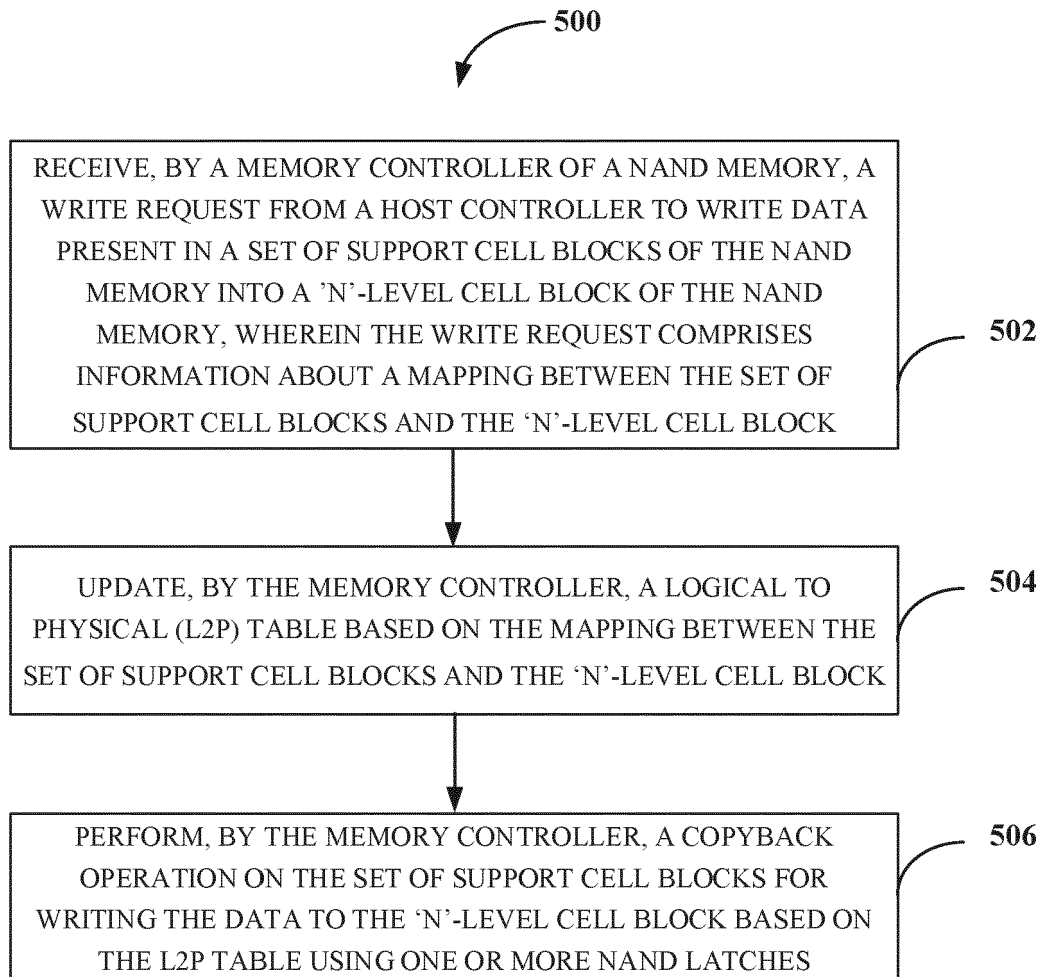 500
RECEIVE, BY A MEMORY CONTROLLER OF A NAND MEMORY, A
WRITE REQUEST FROM A HOST CONTROLLER TO WRITE DATA
PRESENT IN A SET OF SUPPORT CELL BLOCKS OF THE NAND
MEMORY INTO A ’N’-LEVEL CELL BLOCK OF THE NAND
MEMORY, WHEREIN THE WRITE REQUEST COMPRISES
INFORMATION ABOUT A MAPPING BETWEEN THE SET OF
SUPPORT CELL BLOCKS AND THE ‘N’-LEVEL CELL BLOCK
502
UPDATE, BY THE MEMORY CONTROLLER, A LOGICAL TO
PHYSICAL (L2P) TABLE BASED ON THE MAPPING BETWEEN THE
SET OF SUPPORT CELL BLOCKS AND THE ‘N’-LEVEL CELL BLOCK
504
PERFORM, BY THE MEMORY CONTROLLER, A COPYBACK
OPERATION ON THE SET OF SUPPORT CELL BLOCKS FOR
WRITING THE DATA TO THE ‘N’-LEVEL CELL BLOCK BASED ON
THE L2P TABLE USING ONE OR MORE NAND LATCHES
506